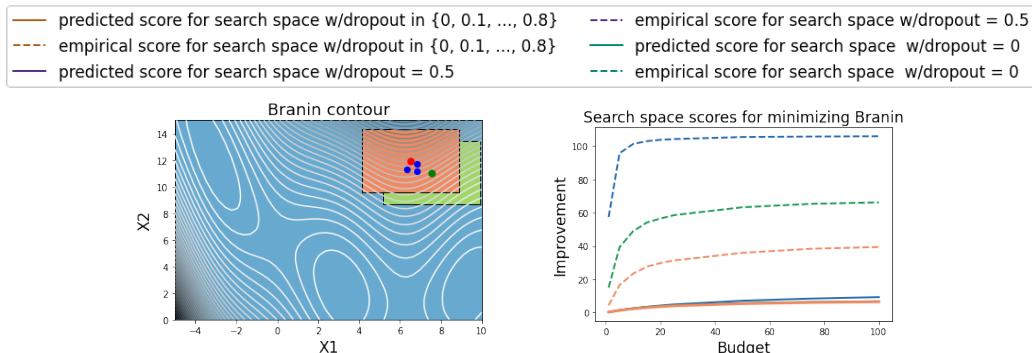 predicted score for search space w/dropout in {0, 0.1, ..., 0.8}
empirical score for search space w/dropout in {0, 0.1, ..., 0.8}
predicted score for search space w/dropout = 0.5
empirical score for search space w/dropout = 0.5
predicted score for search space  w/dropout = 0
empirical score for search space  w/dropout = 0
Branin contour
X2
14
12
10
8
6
4
2
0
−4
−2
0
2
4
6
8
10
X1
Search space scores for minimizing Branin
Improvement
100
80
60
40
20
0
0
20
40
60
80
100
Budget